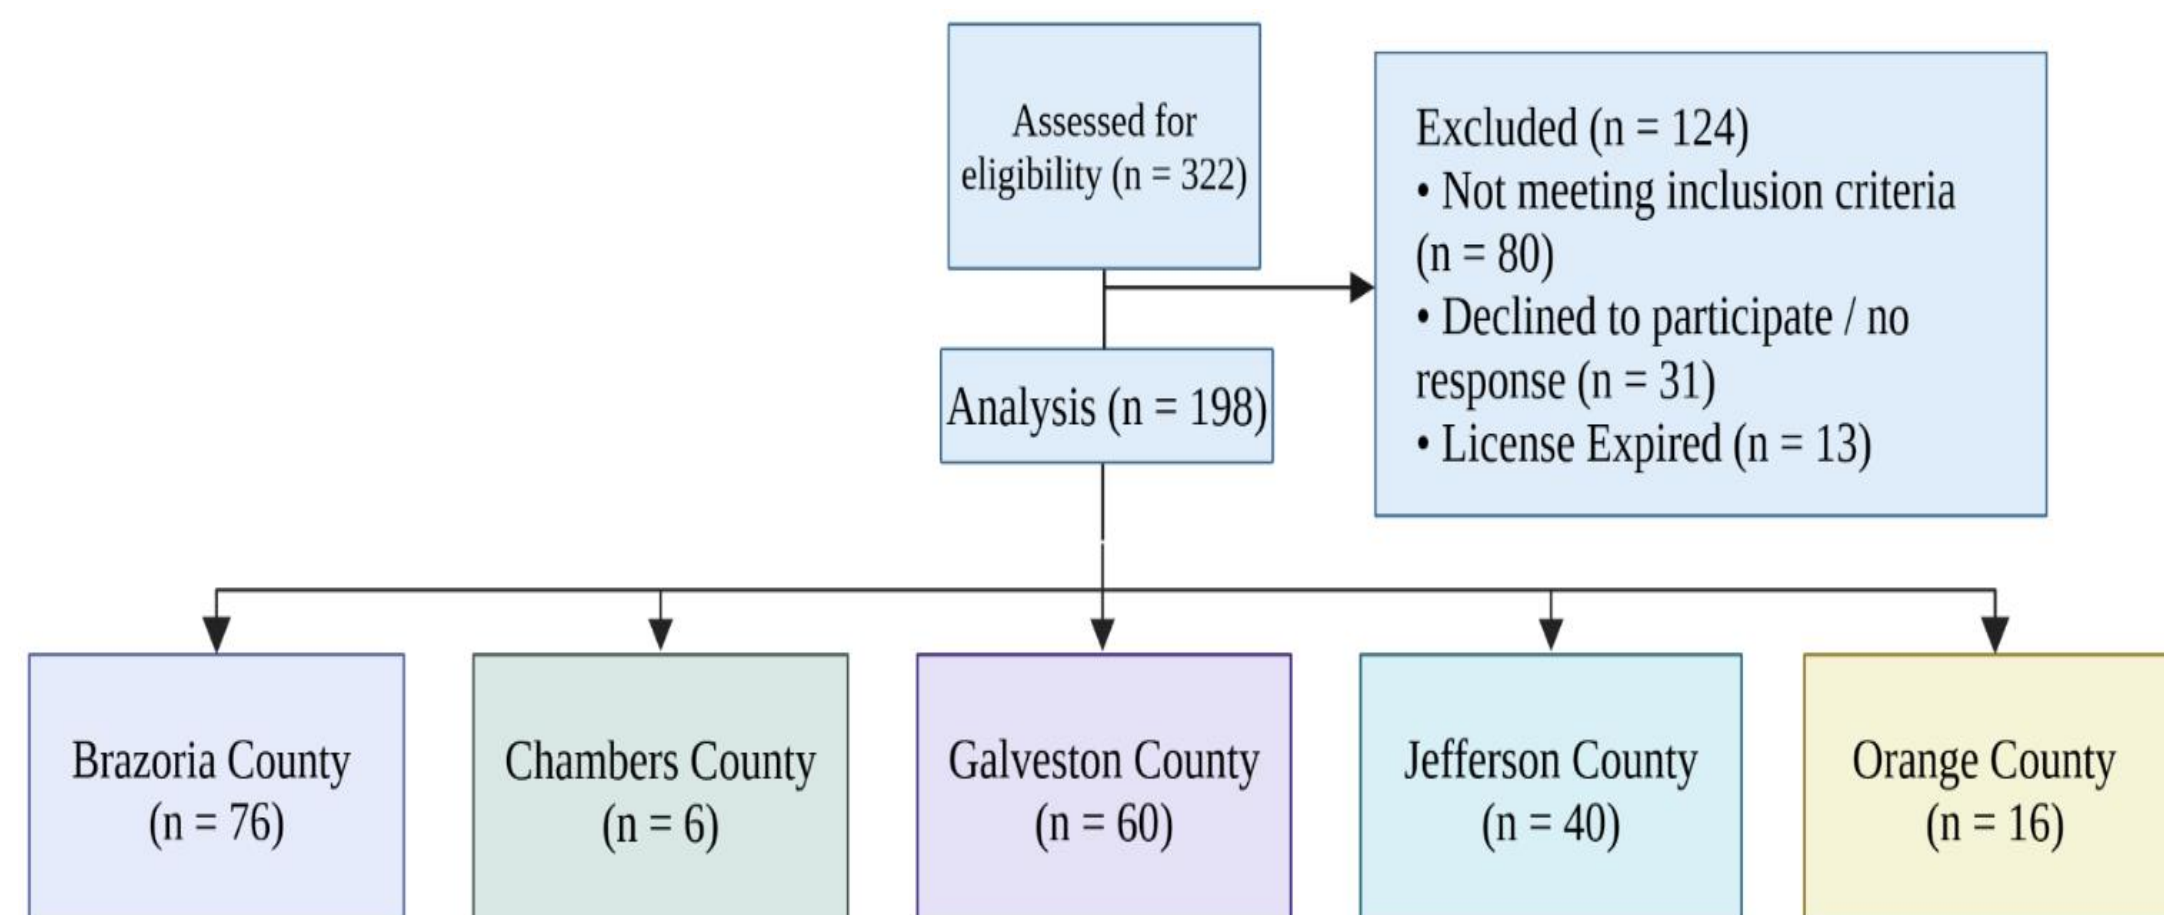 Assessed for
eligibility (n = 322)
Excluded (n = 124)
• Not meeting inclusion criteria
(n = 80)
• Declined to participate / no
response (n = 31)
• License Expired (n = 13)
Analysis (n = 198)
Brazoria County
(n = 76)
Chambers County
(n = 6)
Galveston County
(n = 60)
Jefferson County
(n = 40)
Orange County
(n = 16)